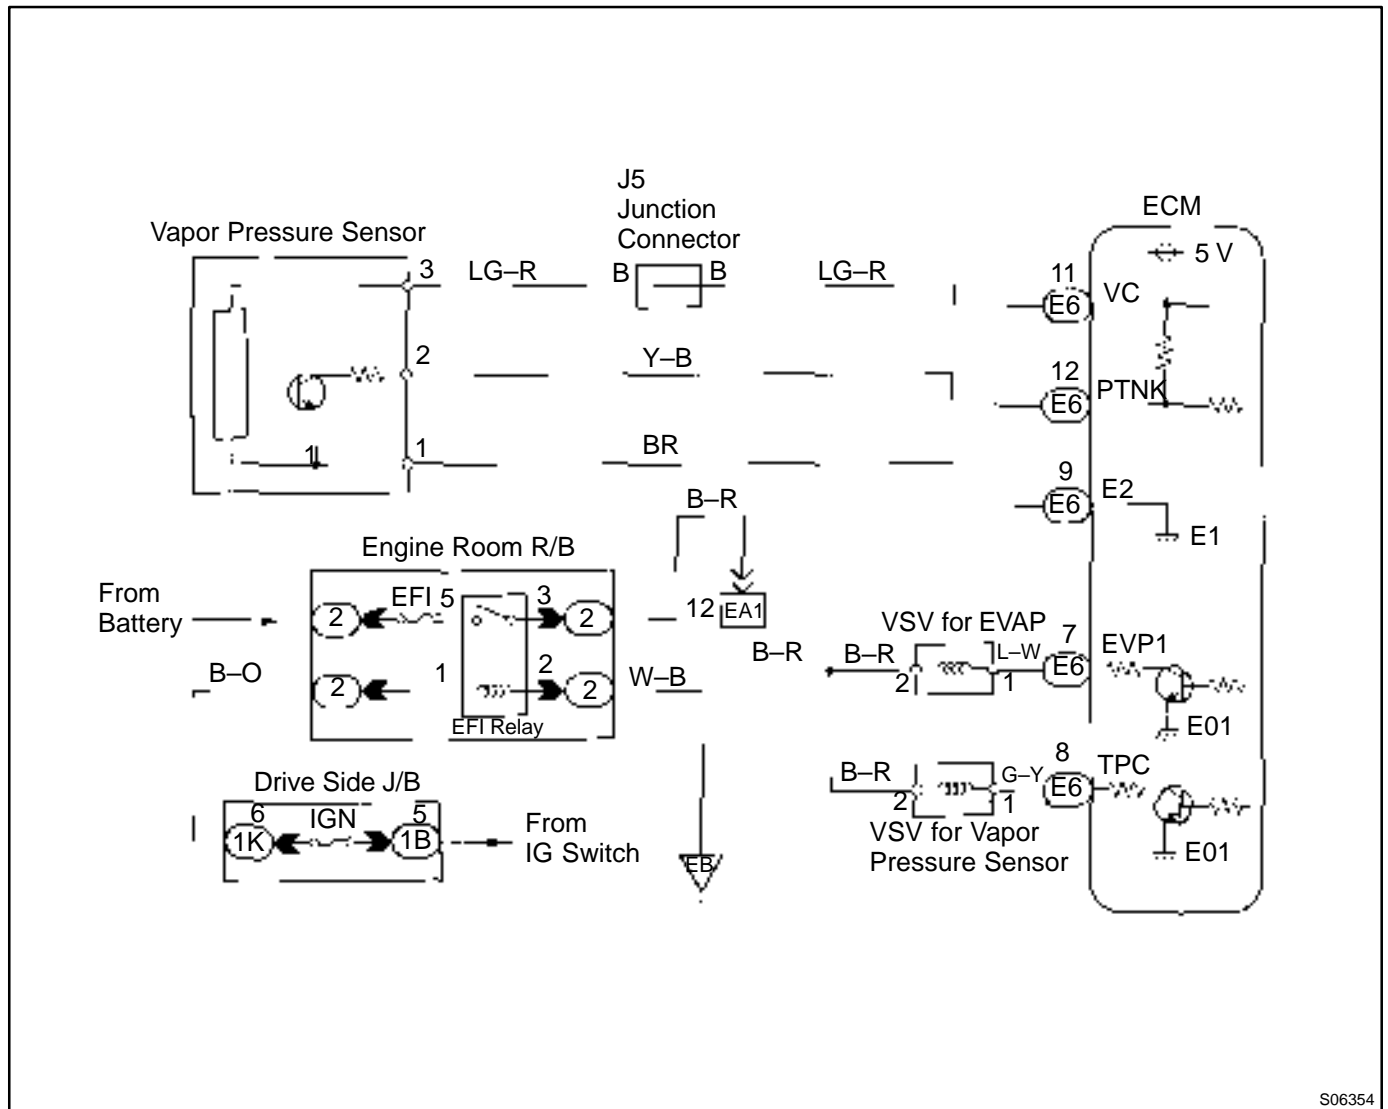 J5
Junction
Connector
ECM
Vapor Pressure Sensor
5 V
3
LG–R
B
B
LG–R
11
VC
E6
2
Y–B
12
PTNK
E6
1
1
BR
9
E2
E6
E1
B–R
Engine Room R/B
From
Battery
2
EFI
5
3
2
12
EA1
B–O
2
1
2
2
W–B
EFI Relay
B–R
VSV for EVAP
B–R
2
L–W
1
7
E6
EVP1
E01
B–R
2
G–Y
1
8
E6
TPC
E01
VSV for Vapor
Pressure Sensor
Drive Side J/B
6
IGN
5
1K
1B
From
IG Switch
EB
S06354